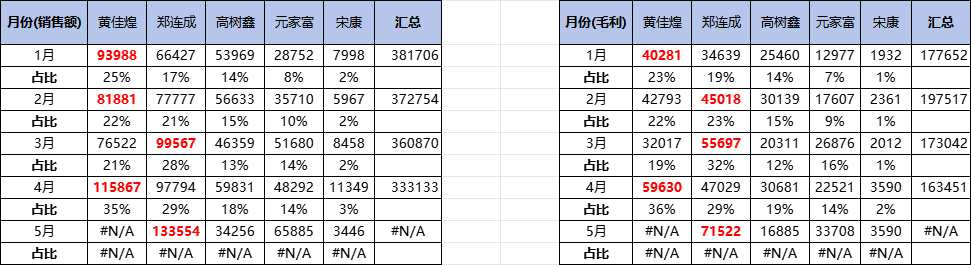 月份(销售额) 黄佳煌 郑连成 高树鑫 元家富 宋康 汇总 月份(毛利) 黄佳煌 郑连成 高树鑫 元家富 宋康 汇总
1月 93988 66427 53969 28752 7998 381706 1月 40281 34639 25460 12977 1932 177652
占比 25% 17% 14% 8% 2% 占比 23% 19% 14% 7% 1%
2月 81881 77777 56633 35710 5967 372754 2月 42793 45018 30139 17607 2361 197517
占比 22% 21% 15% 10% 2% 占比 22% 23% 15% 9% 1%
3月 76522 99567 46359 51680 8458 360870 3月 32017 55697 20311 26876 2012 173042
占比 21% 28% 13% 14% 2% 占比 19% 32% 12% 16% 1%
4月 115867 97794 59831 48292 11349 333133 4月 59630 47029 30681 22521 3590 163451
占比 35% 29% 18% 14% 3% 占比 36% 29% 19% 14% 2%
5月 #N/A 133554 34256 65885 3446 #N/A 5月 #N/A 71522 16885 33708 3590 #N/A
占比 #N/A #N/A #N/A #N/A #N/A 占比 #N/A #N/A #N/A #N/A #N/A